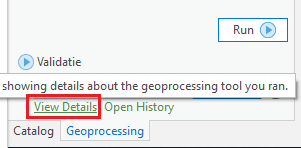 Run
Validatie
showing details about the geoprocessing tool you ran.
View Details Open History
Catalog Geoprocessing